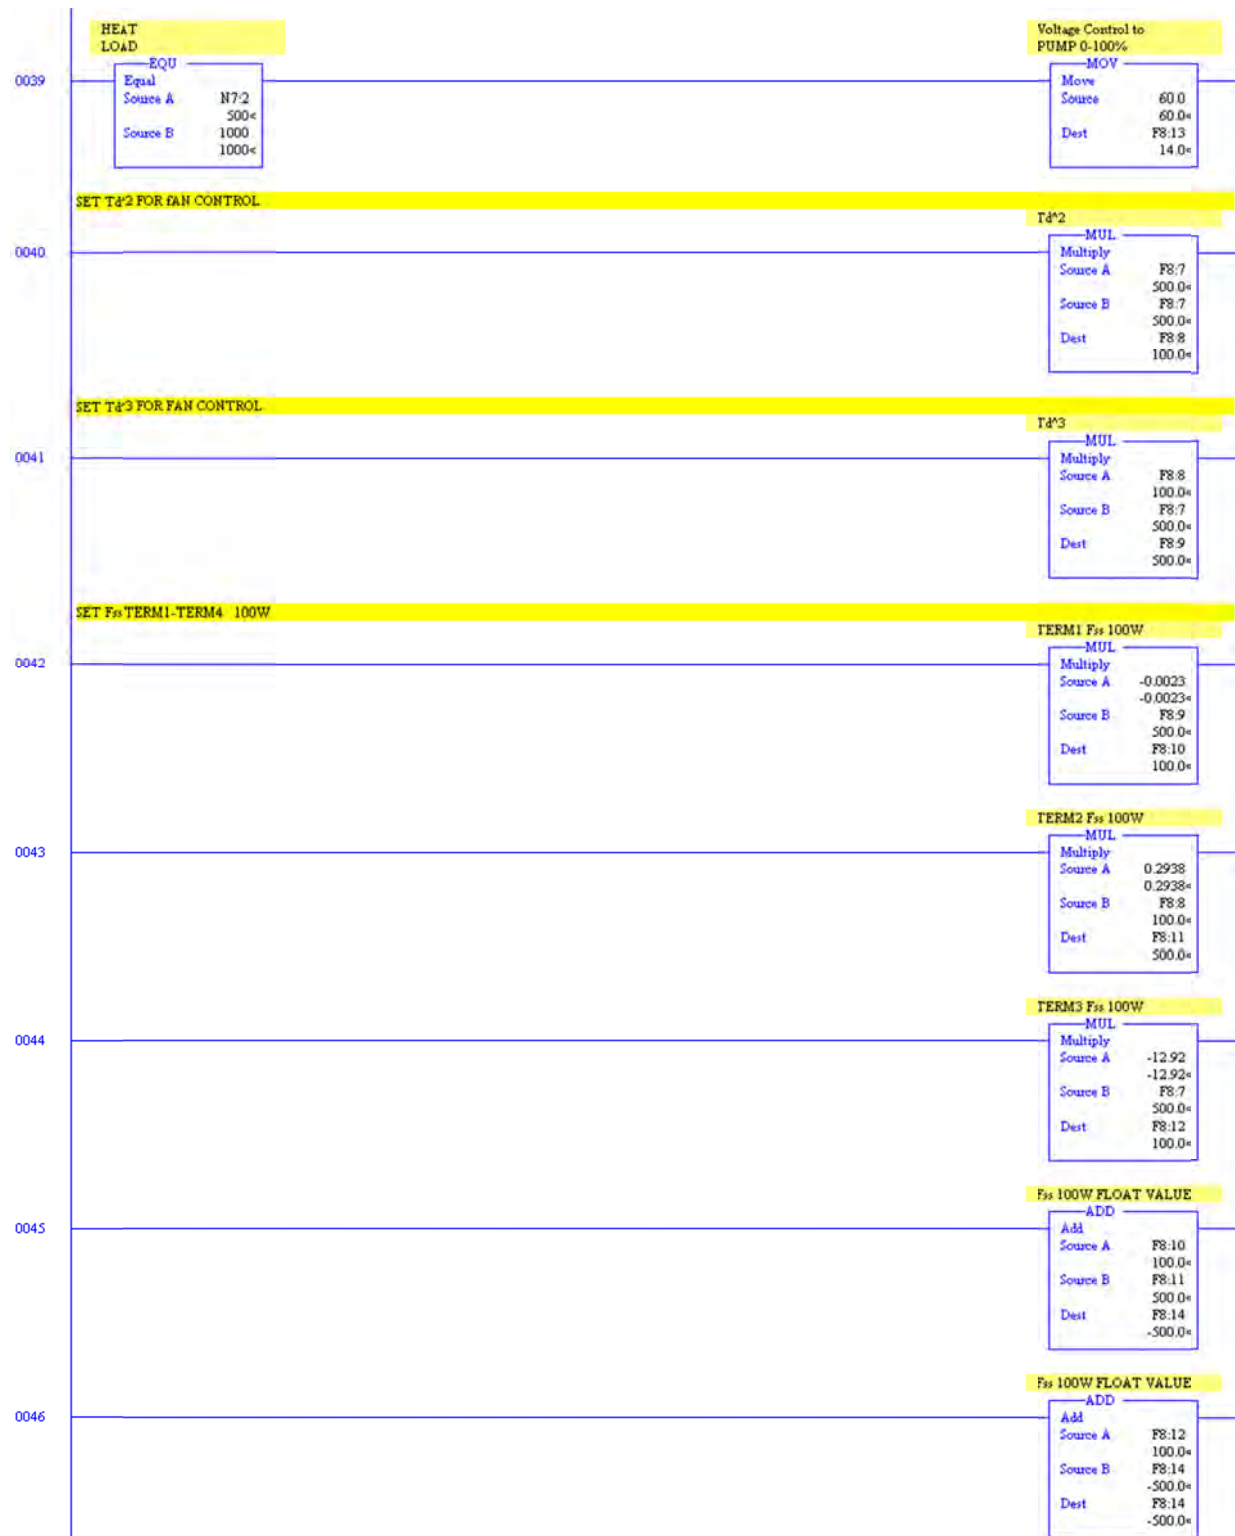 HEAT
LOAD
EQU
0039
Equal
Source A N7:2
500<
Source B 1000
1000<
Voltage Control to
PUMP 0-100%
MOV
Move
Source 60.0
60.0<
Dest F8:13
14.0<
SET Td^2 FOR fAN CONTROL
Td^2
MUL
0040
Multiply
Source A F8:7
500.0<
Source B F8:7
500.0<
Dest F8:8
100.0<
SET Td^3 FOR FAN CONTROL
Td^3
MUL
0041
Multiply
Source A F8:8
100.0<
Source B F8:7
500.0<
Dest F8:9
500.0<
SET Fss TERM1-TERM4 100W
TERM1 Fss 100W
MUL
0042
Multiply
Source A -0.0023
-0.0023<
Source B F8:9
500.0<
Dest F8:10
100.0<
TERM2 Fss 100W
MUL
0043
Multiply
Source A 0.2938
0.2938<
Source B F8:8
100.0<
Dest F8:11
500.0<
TERM3 Fss 100W
MUL
0044
Multiply
Source A -12.92
-12.92<
Source B F8:7
500.0<
Dest F8:12
100.0<
Fss 100W FLOAT VALUE
ADD
0045
Add
Source A F8:10
100.0<
Source B F8:11
500.0<
Dest F8:14
-500.0<
Fss 100W FLOAT VALUE
ADD
0046
Add
Source A F8:12
100.0<
Source B F8:14
-500.0<
Dest F8:14
-500.0<